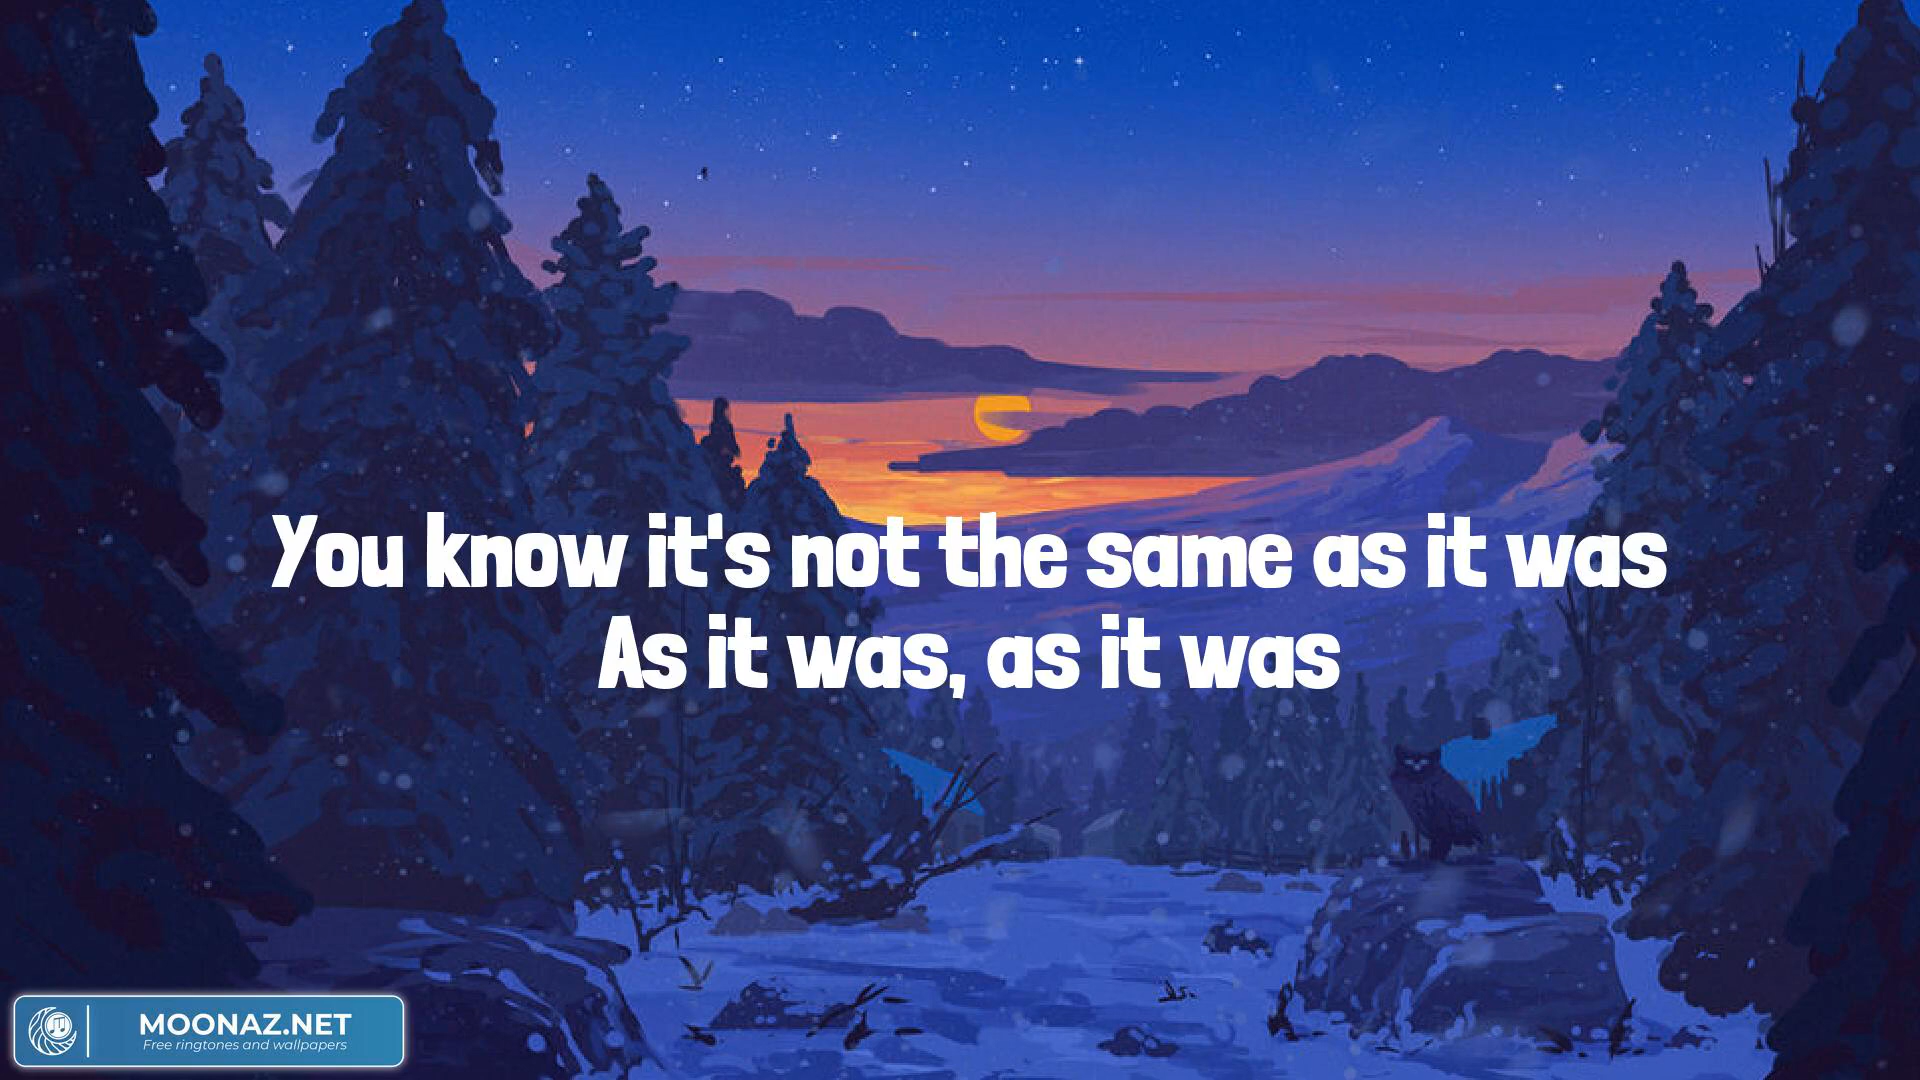 You know it's not the same as it was
As it was, as it was
MOONAZ.NET
Free ringtones and wallpapers